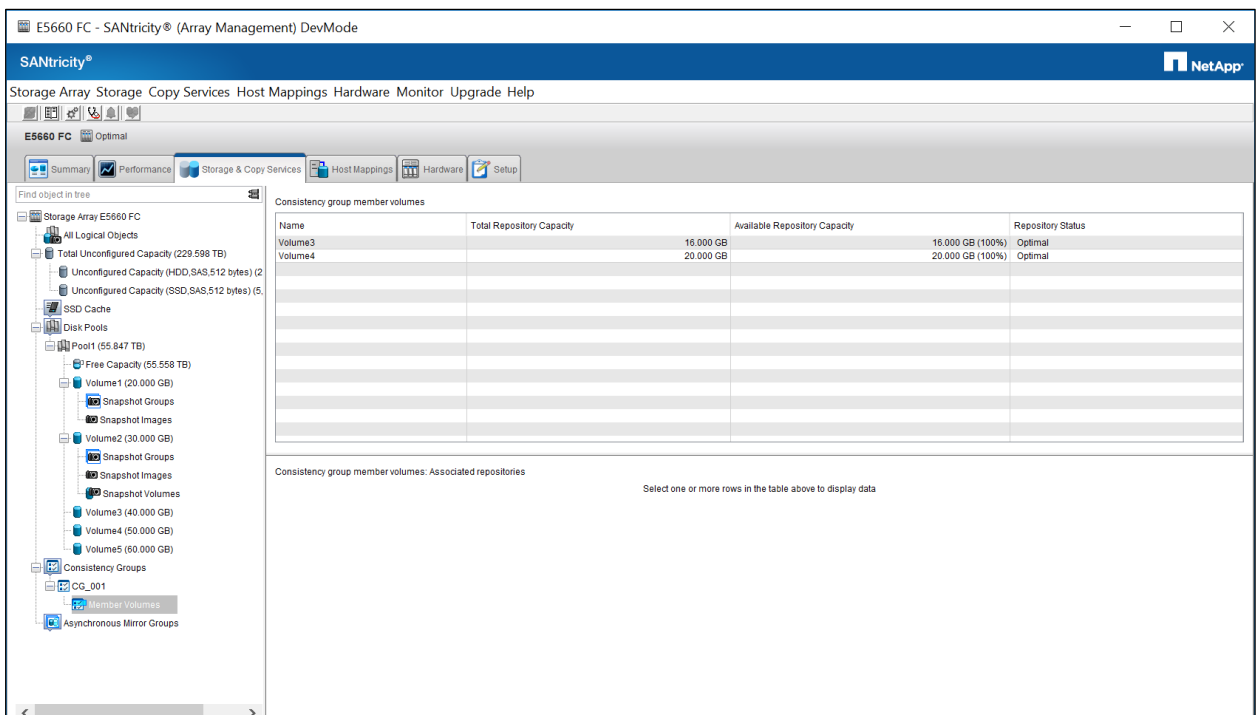 E5660 FC - SANtricity® (Array Management) DevMode
SANtricity®
NetApp
Storage Array Storage Copy Services Host Mappings Hardware Monitor Upgrade Help
E5660 FC Optimal
Summary Performance Storage & Copy Services Host Mappings Hardware Setup
Find object in tree
Storage Array E5660 FC
All Logical Objects
Total Unconfigured Capacity (229.598 TB)
Unconfigured Capacity (HDD,SAS,512 bytes) (2
Unconfigured Capacity (SSD,SAS,512 bytes) (5,
SSD Cache
Disk Pools
Pool1 (55.847 TB)
Free Capacity (55.558 TB)
Volume1 (20.000 GB)
Snapshot Groups
Snapshot Images
Volume2 (30.000 GB)
Snapshot Groups
Snapshot Images
Snapshot Volumes
Volume3 (40.000 GB)
Volume4 (50.000 GB)
Volume5 (60.000 GB)
Consistency Groups
CG_001
Member Volumes
Asynchronous Mirror Groups
Consistency group member volumes
Name Total Repository Capacity Available Repository Capacity Repository Status
Volume3 16.000 GB 16.000 GB (100%) Optimal
Volume4 20.000 GB 20.000 GB (100%) Optimal
Consistency group member volumes: Associated repositories
Select one or more rows in the table above to display data